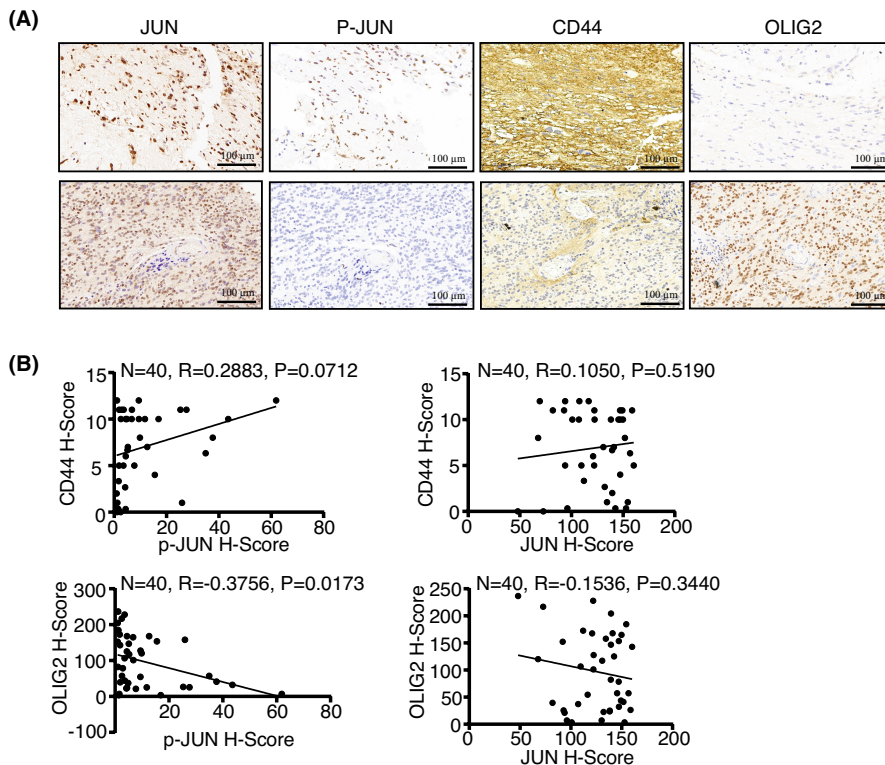 (A)
JUN P-JUN CD44 OLIG2
100 µm 100 µm 100 µm 100 µm
100 µm 100 µm 100 µm 100 µm
(B)
N=40, R=0.2883, P=0.0712
CD44 H-Score
15
10
5
0
0 20 40 60 80
p-JUN H-Score
N=40, R=0.1050, P=0.5190
CD44 H-Score
15
10
5
0
0 50 100 150 200
JUN H-Score
N=40, R=-0.3756, P=0.0173
OLIG2 H-Score
300
200
100
0
-100
20 40 60 80
p-JUN H-Score
N=40, R=-0.1536, P=0.3440
OLIG2 H-Score
250
200
150
100
50
0
0 50 100 150 200
JUN H-Score